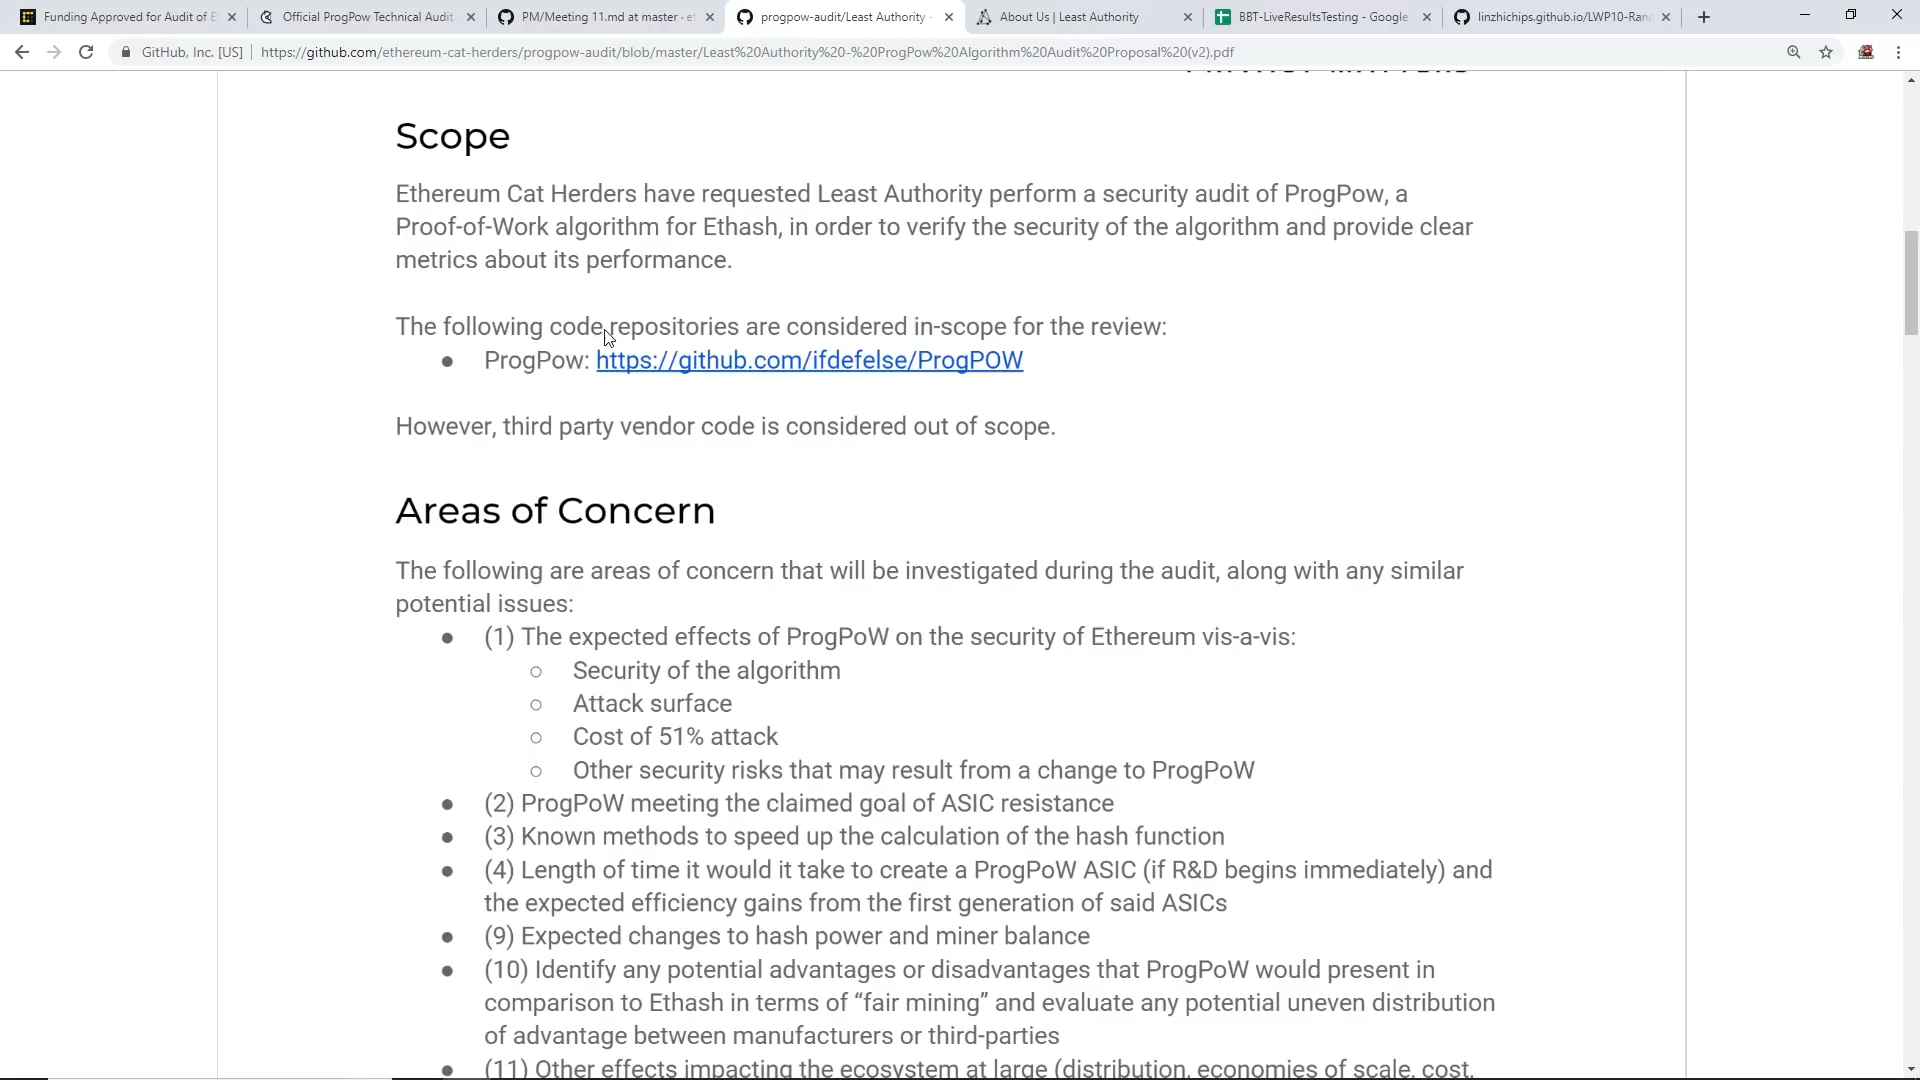 Funding Approved for Audit of E
Official ProgPow Technical Audit
PM/Meeting 11.md at master · et
progpow-audit/Least Authority -
About Us | Least Authority
BBT-LiveResultsTesting - Google
linzhichips.github.io/LWP10-Ran
GitHub, Inc. [US]
https://github.com/ethereum-cat-herders/progpow-audit/blob/master/Least%20Authority%20-%20ProgPow%20Algorithm%20Audit%20Proposal%20(v2).pdf
Scope
Ethereum Cat Herders have requested Least Authority perform a security audit of ProgPow, a
Proof-of-Work algorithm for Ethash, in order to verify the security of the algorithm and provide clear
metrics about its performance.
The following code repositories are considered in-scope for the review:
● ProgPow: https://github.com/ifdefelse/ProgPOW
However, third party vendor code is considered out of scope.
Areas of Concern
The following are areas of concern that will be investigated during the audit, along with any similar
potential issues:
● (1) The expected effects of ProgPoW on the security of Ethereum vis-a-vis:
○ Security of the algorithm
○ Attack surface
○ Cost of 51% attack
○ Other security risks that may result from a change to ProgPoW
● (2) ProgPoW meeting the claimed goal of ASIC resistance
● (3) Known methods to speed up the calculation of the hash function
● (4) Length of time it would it take to create a ProgPoW ASIC (if R&D begins immediately) and
the expected efficiency gains from the first generation of said ASICs
● (9) Expected changes to hash power and miner balance
● (10) Identify any potential advantages or disadvantages that ProgPoW would present in
comparison to Ethash in terms of “fair mining” and evaluate any potential uneven distribution
of advantage between manufacturers or third-parties
● (11) Other effects impacting the ecosystem at large (distribution, economies of scale, cost,